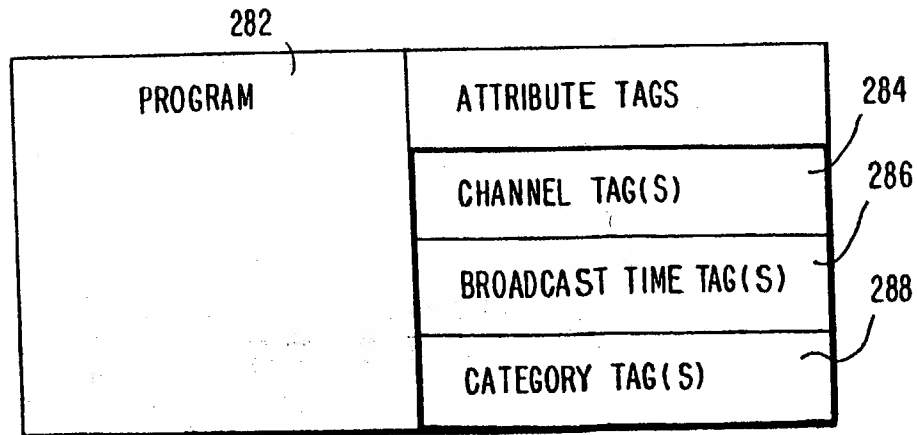 282
PROGRAM
ATTRIBUTE TAGS
284
CHANNEL TAG(S)
286
BROADCAST TIME TAG(S)
288
CATEGORY TAG(S)